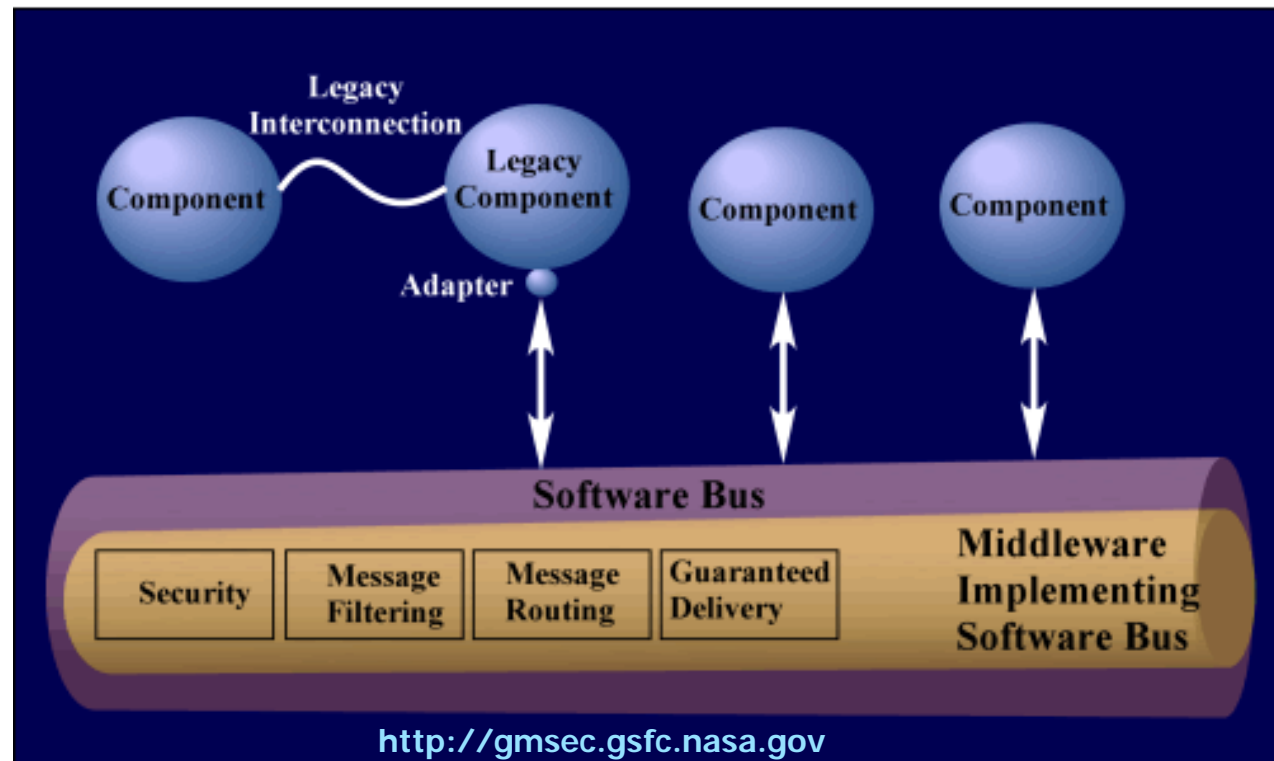 Legacy
Interconnection
Component
Legacy
Component
Component
Component
Adapter
Software Bus
Security
Message
Filtering
Message
Routing
Guaranteed
Delivery
Middleware
Implementing
Software Bus
http://gmsec.gsfc.nasa.gov